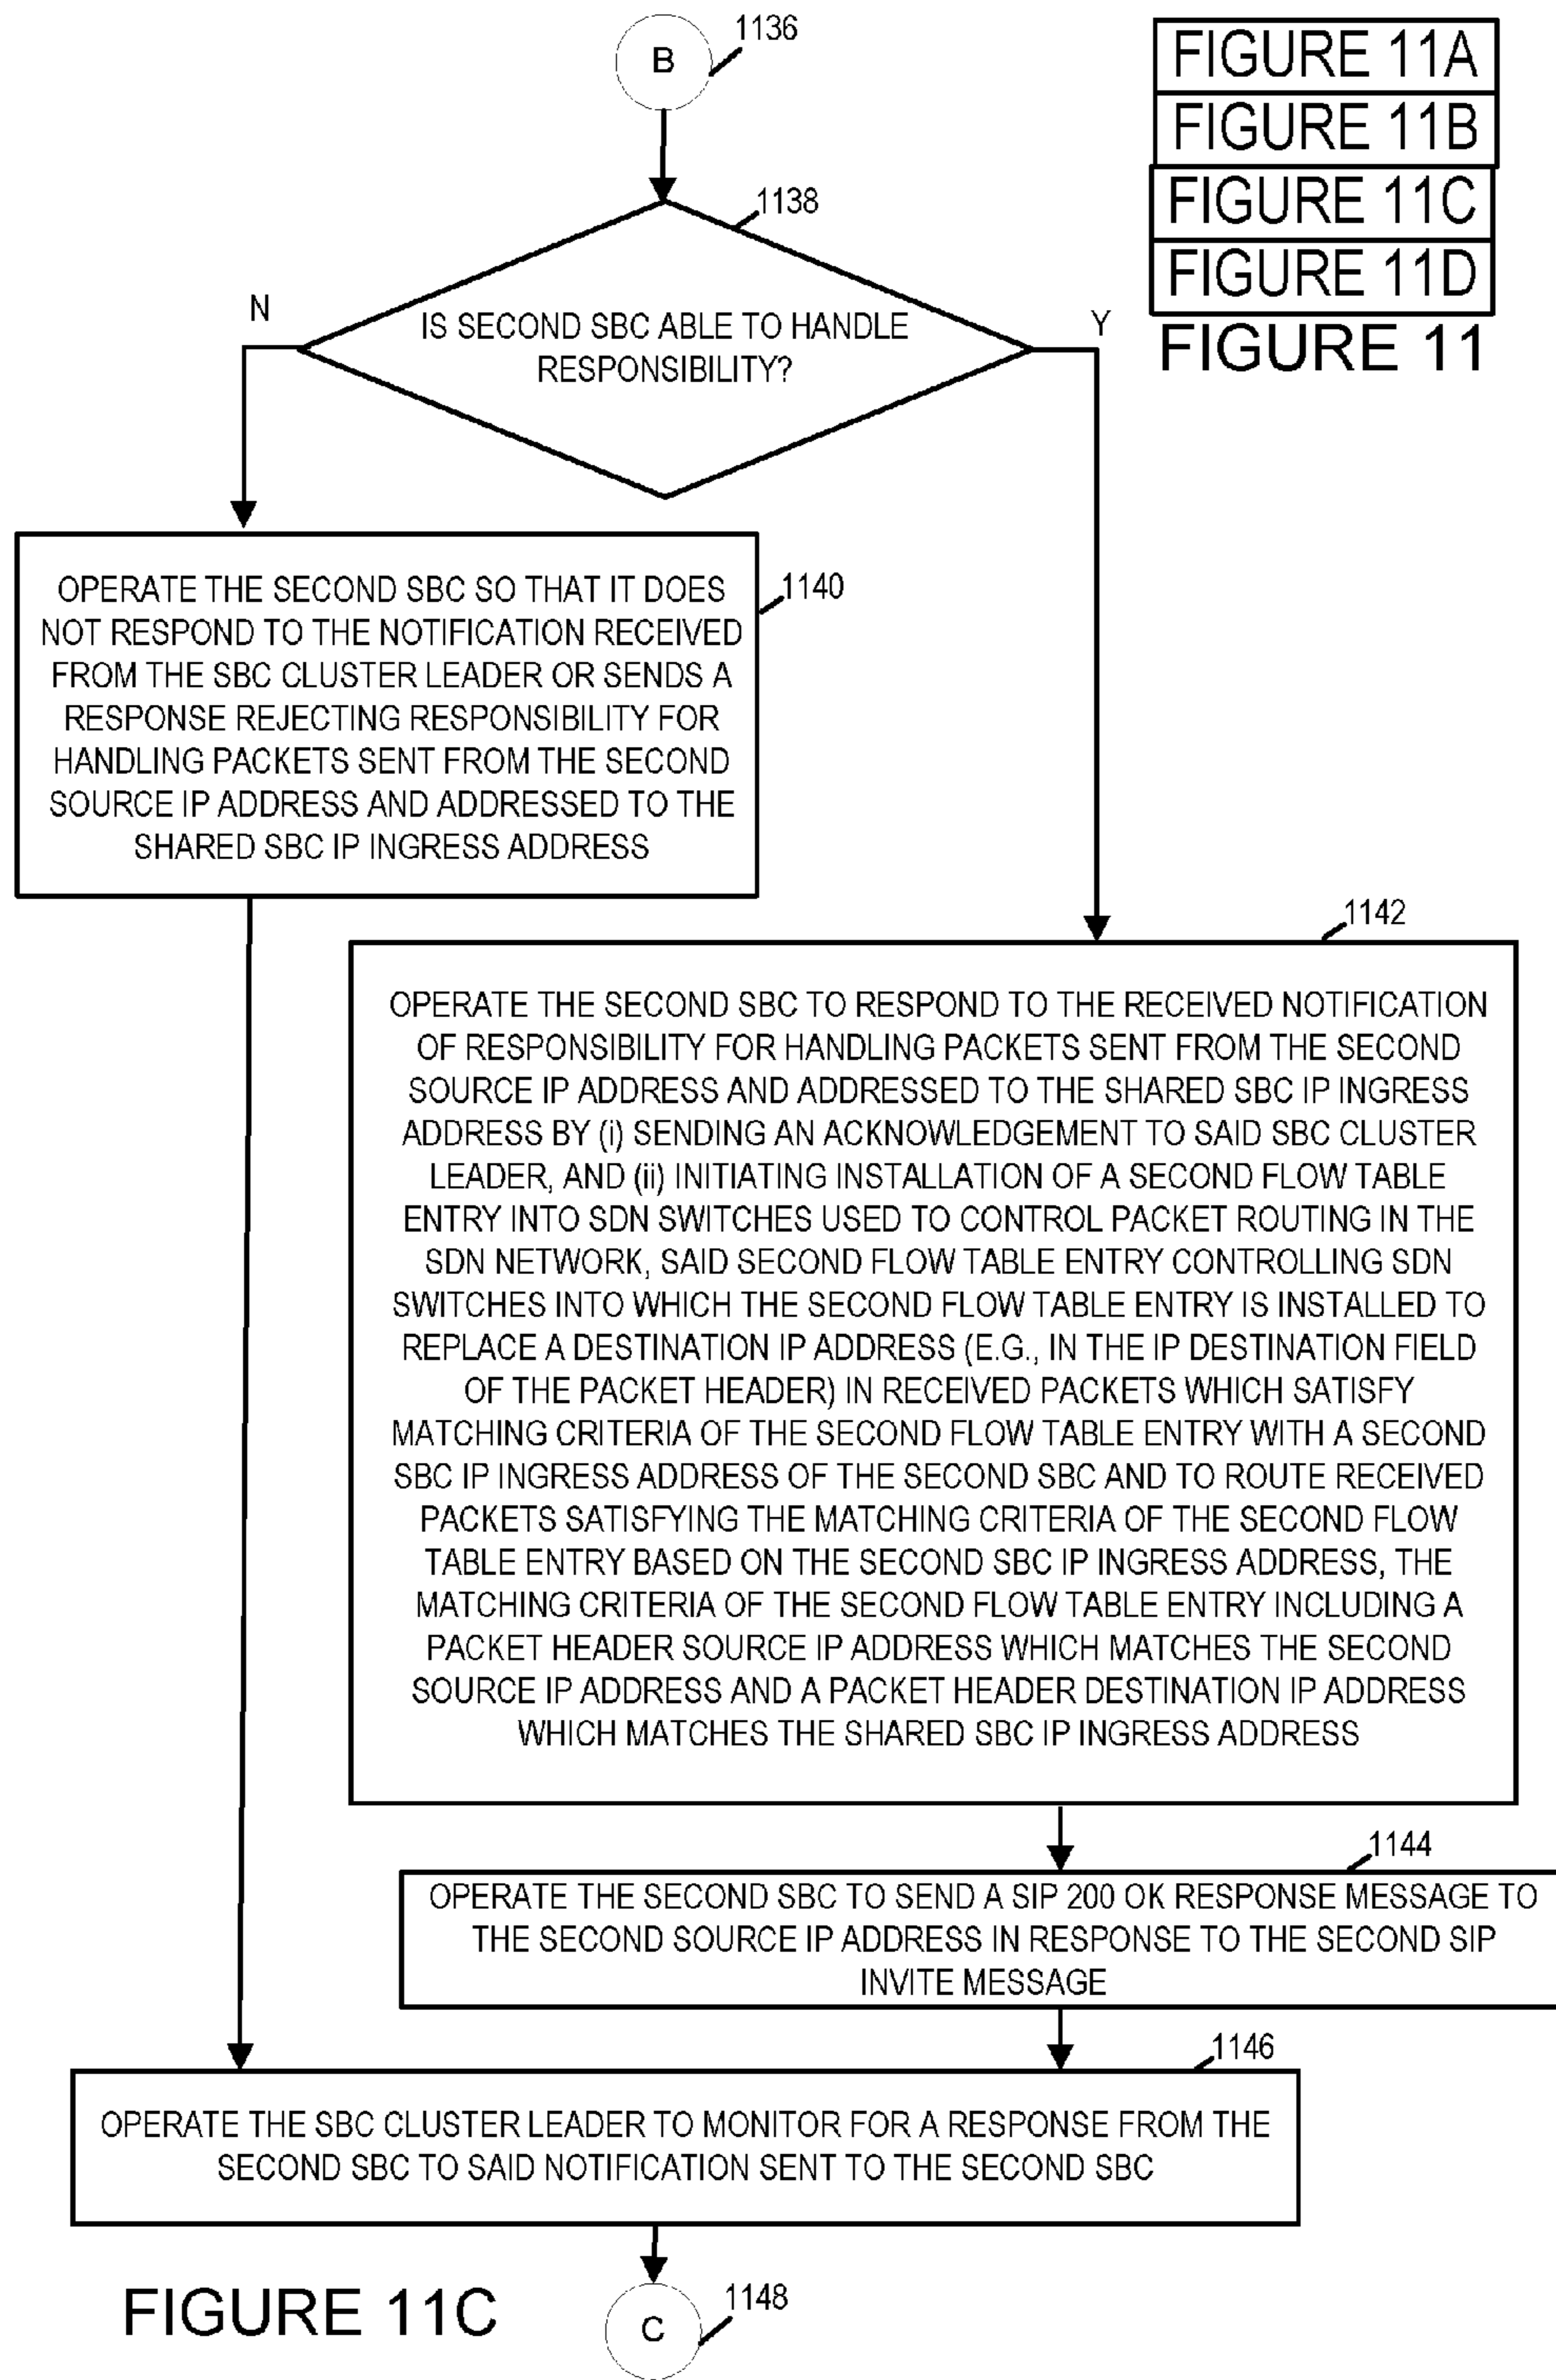 B
1136
FIGURE 11A
FIGURE 11B
FIGURE 11C
FIGURE 11D
FIGURE 11
1138
N
Y
IS SECOND SBC ABLE TO HANDLE
RESPONSIBILITY?
1140
OPERATE THE SECOND SBC SO THAT IT DOES
NOT RESPOND TO THE NOTIFICATION RECEIVED
FROM THE SBC CLUSTER LEADER OR SENDS A
RESPONSE REJECTING RESPONSIBILITY FOR
HANDLING PACKETS SENT FROM THE SECOND
SOURCE IP ADDRESS AND ADDRESSED TO THE
SHARED SBC IP INGRESS ADDRESS
1142
OPERATE THE SECOND SBC TO RESPOND TO THE RECEIVED NOTIFICATION
OF RESPONSIBILITY FOR HANDLING PACKETS SENT FROM THE SECOND
SOURCE IP ADDRESS AND ADDRESSED TO THE SHARED SBC IP INGRESS
ADDRESS BY (i) SENDING AN ACKNOWLEDGEMENT TO SAID SBC CLUSTER
LEADER, AND (ii) INITIATING INSTALLATION OF A SECOND FLOW TABLE
ENTRY INTO SDN SWITCHES USED TO CONTROL PACKET ROUTING IN THE
SDN NETWORK, SAID SECOND FLOW TABLE ENTRY CONTROLLING SDN
SWITCHES INTO WHICH THE SECOND FLOW TABLE ENTRY IS INSTALLED TO
REPLACE A DESTINATION IP ADDRESS (E.G., IN THE IP DESTINATION FIELD
OF THE PACKET HEADER) IN RECEIVED PACKETS WHICH SATISFY
MATCHING CRITERIA OF THE SECOND FLOW TABLE ENTRY WITH A SECOND
SBC IP INGRESS ADDRESS OF THE SECOND SBC AND TO ROUTE RECEIVED
PACKETS SATISFYING THE MATCHING CRITERIA OF THE SECOND FLOW
TABLE ENTRY BASED ON THE SECOND SBC IP INGRESS ADDRESS, THE
MATCHING CRITERIA OF THE SECOND FLOW TABLE ENTRY INCLUDING A
PACKET HEADER SOURCE IP ADDRESS WHICH MATCHES THE SECOND
SOURCE IP ADDRESS AND A PACKET HEADER DESTINATION IP ADDRESS
WHICH MATCHES THE SHARED SBC IP INGRESS ADDRESS
1144
OPERATE THE SECOND SBC TO SEND A SIP 200 OK RESPONSE MESSAGE TO
THE SECOND SOURCE IP ADDRESS IN RESPONSE TO THE SECOND SIP
INVITE MESSAGE
1146
OPERATE THE SBC CLUSTER LEADER TO MONITOR FOR A RESPONSE FROM THE
SECOND SBC TO SAID NOTIFICATION SENT TO THE SECOND SBC
FIGURE 11C
C
1148